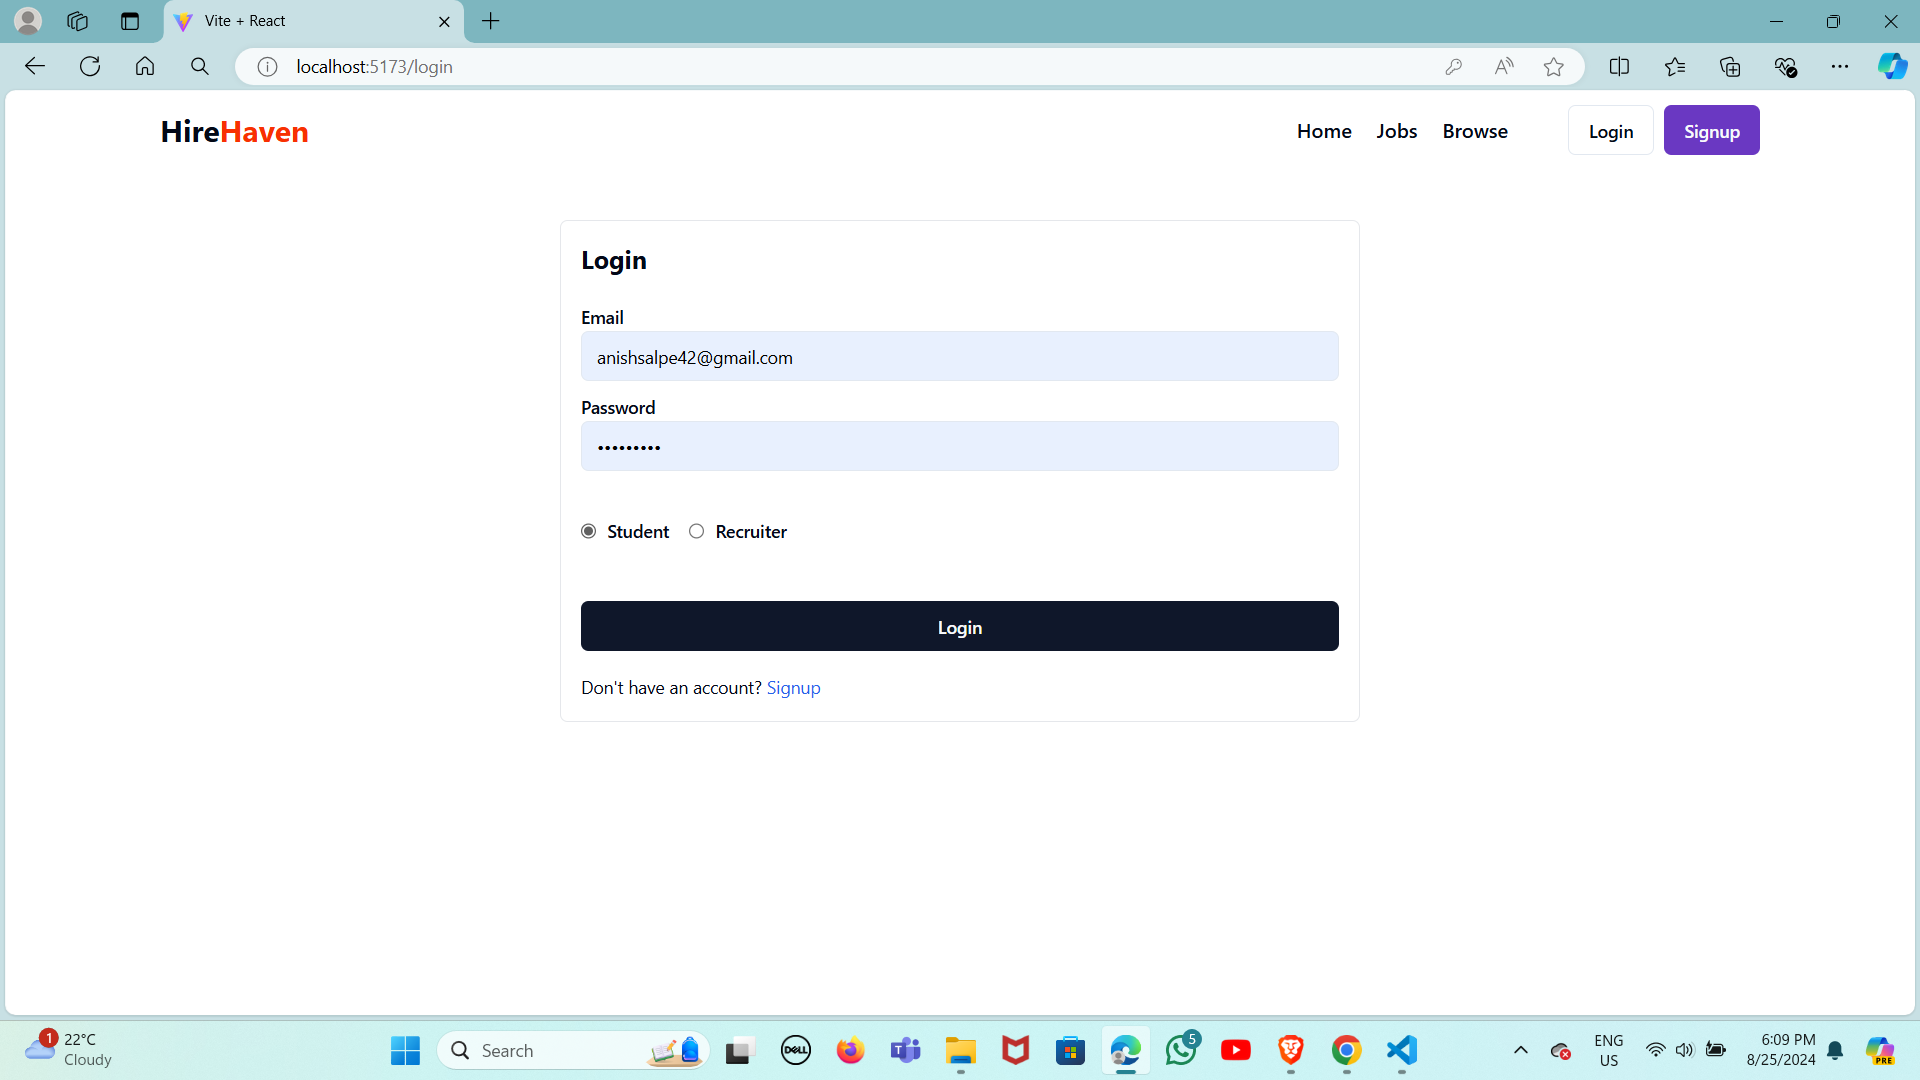 Vite + React
localhost:5173/login
HireHaven
Home Jobs Browse Login Signup
Login
Email
anishsalpe42@gmail.com
Password
•••••••••
Student Recruiter
Login
Don't have an account? Signup
1
22°C
Cloudy
Search
DELL
5
ENG
US
6:09 PM
8/25/2024
PRE